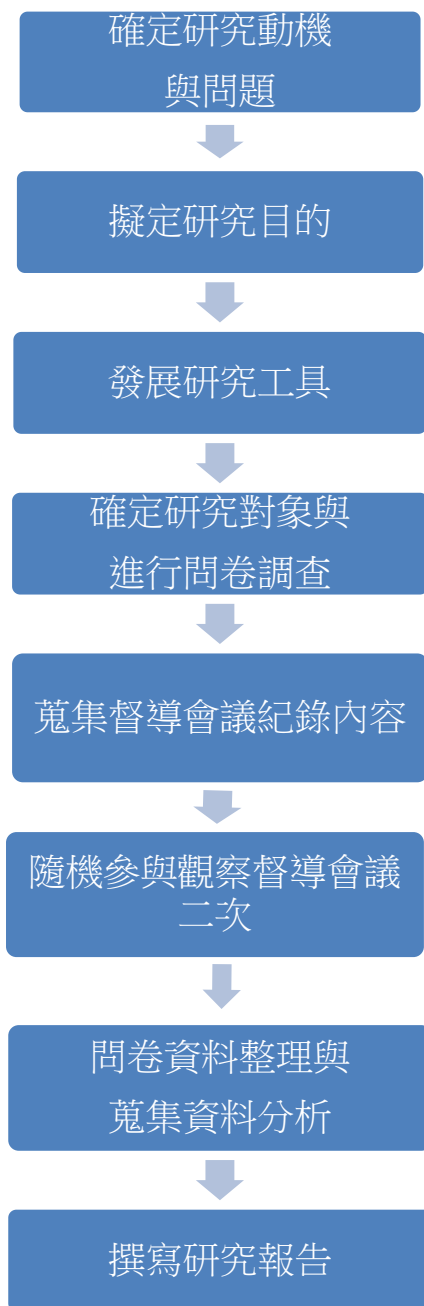 確定研究動機
與問題
擬定研究目的
發展研究工具
確定研究對象與
進行問卷調查
蒐集督導會議紀錄內容
隨機參與觀察督導會議
二次
問卷資料整理與
蒐集資料分析
撰寫研究報告